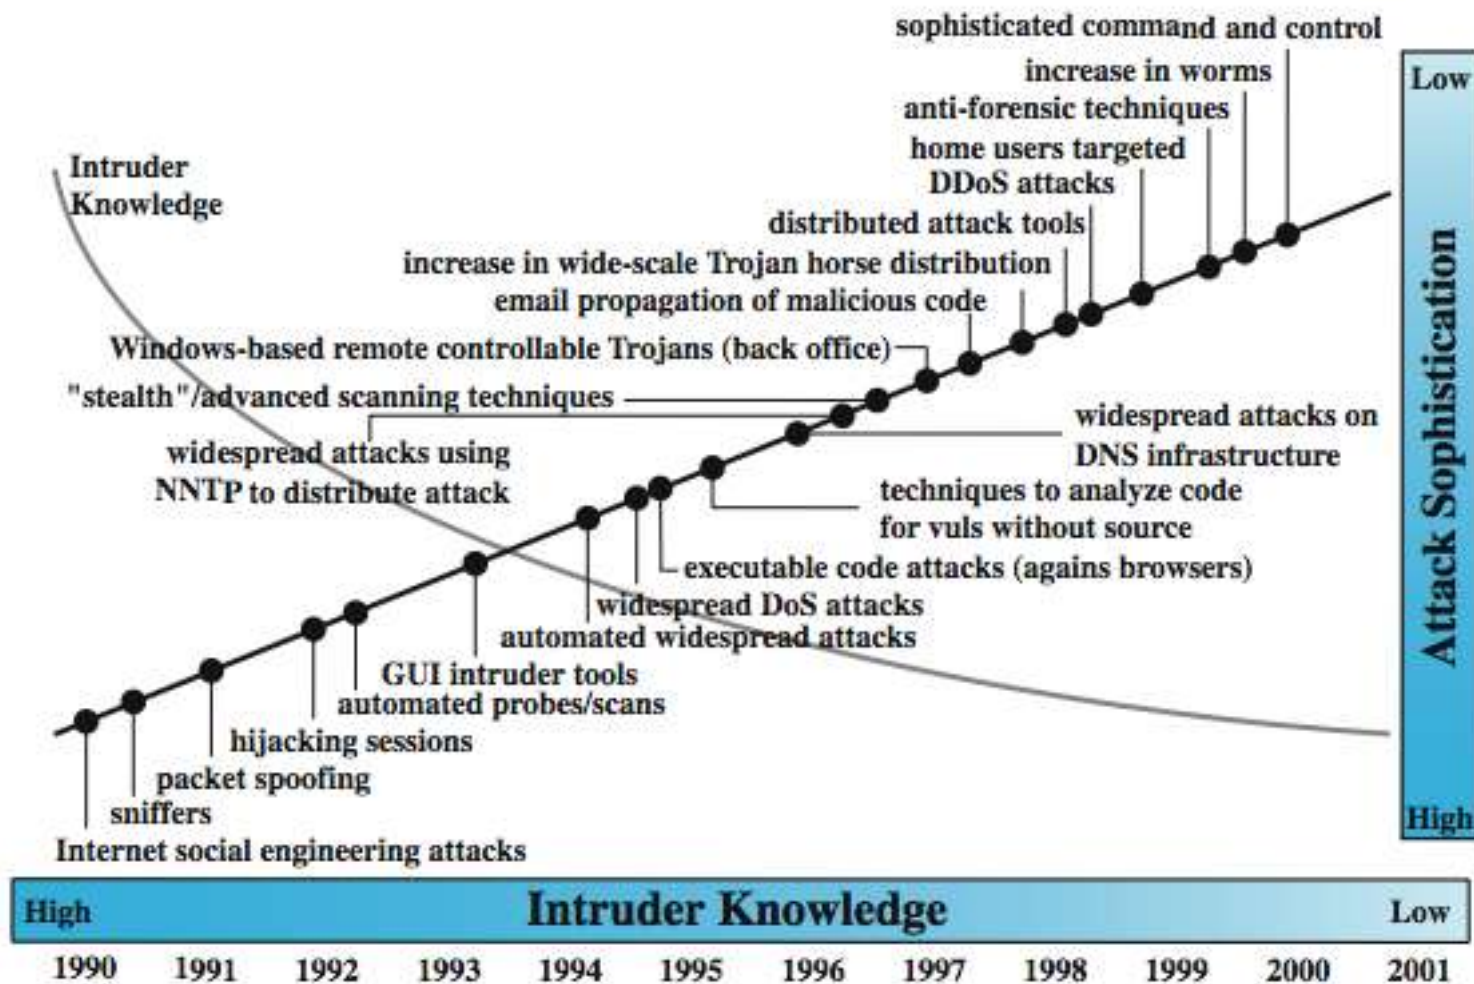 sophisticated command and control
increase in worms
anti-forensic techniques
home users targeted
DDoS attacks
distributed attack tools
increase in wide-scale Trojan horse distribution
email propagation of malicious code
Windows-based remote controllable Trojans (back office)
"stealth"/advanced scanning techniques
widespread attacks using
NNTP to distribute attack
Intruder
Knowledge
widespread attacks on
DNS infrastructure
techniques to analyze code
for vuls without source
executable code attacks (agains browsers)
widespread DoS attacks
automated widespread attacks
GUI intruder tools
automated probes/scans
hijacking sessions
packet spoofing
sniffers
Internet social engineering attacks
Low
Attack Sophistication
High
High Intruder Knowledge Low
1990 1991 1992 1993 1994 1995 1996 1997 1998 1999 2000 2001